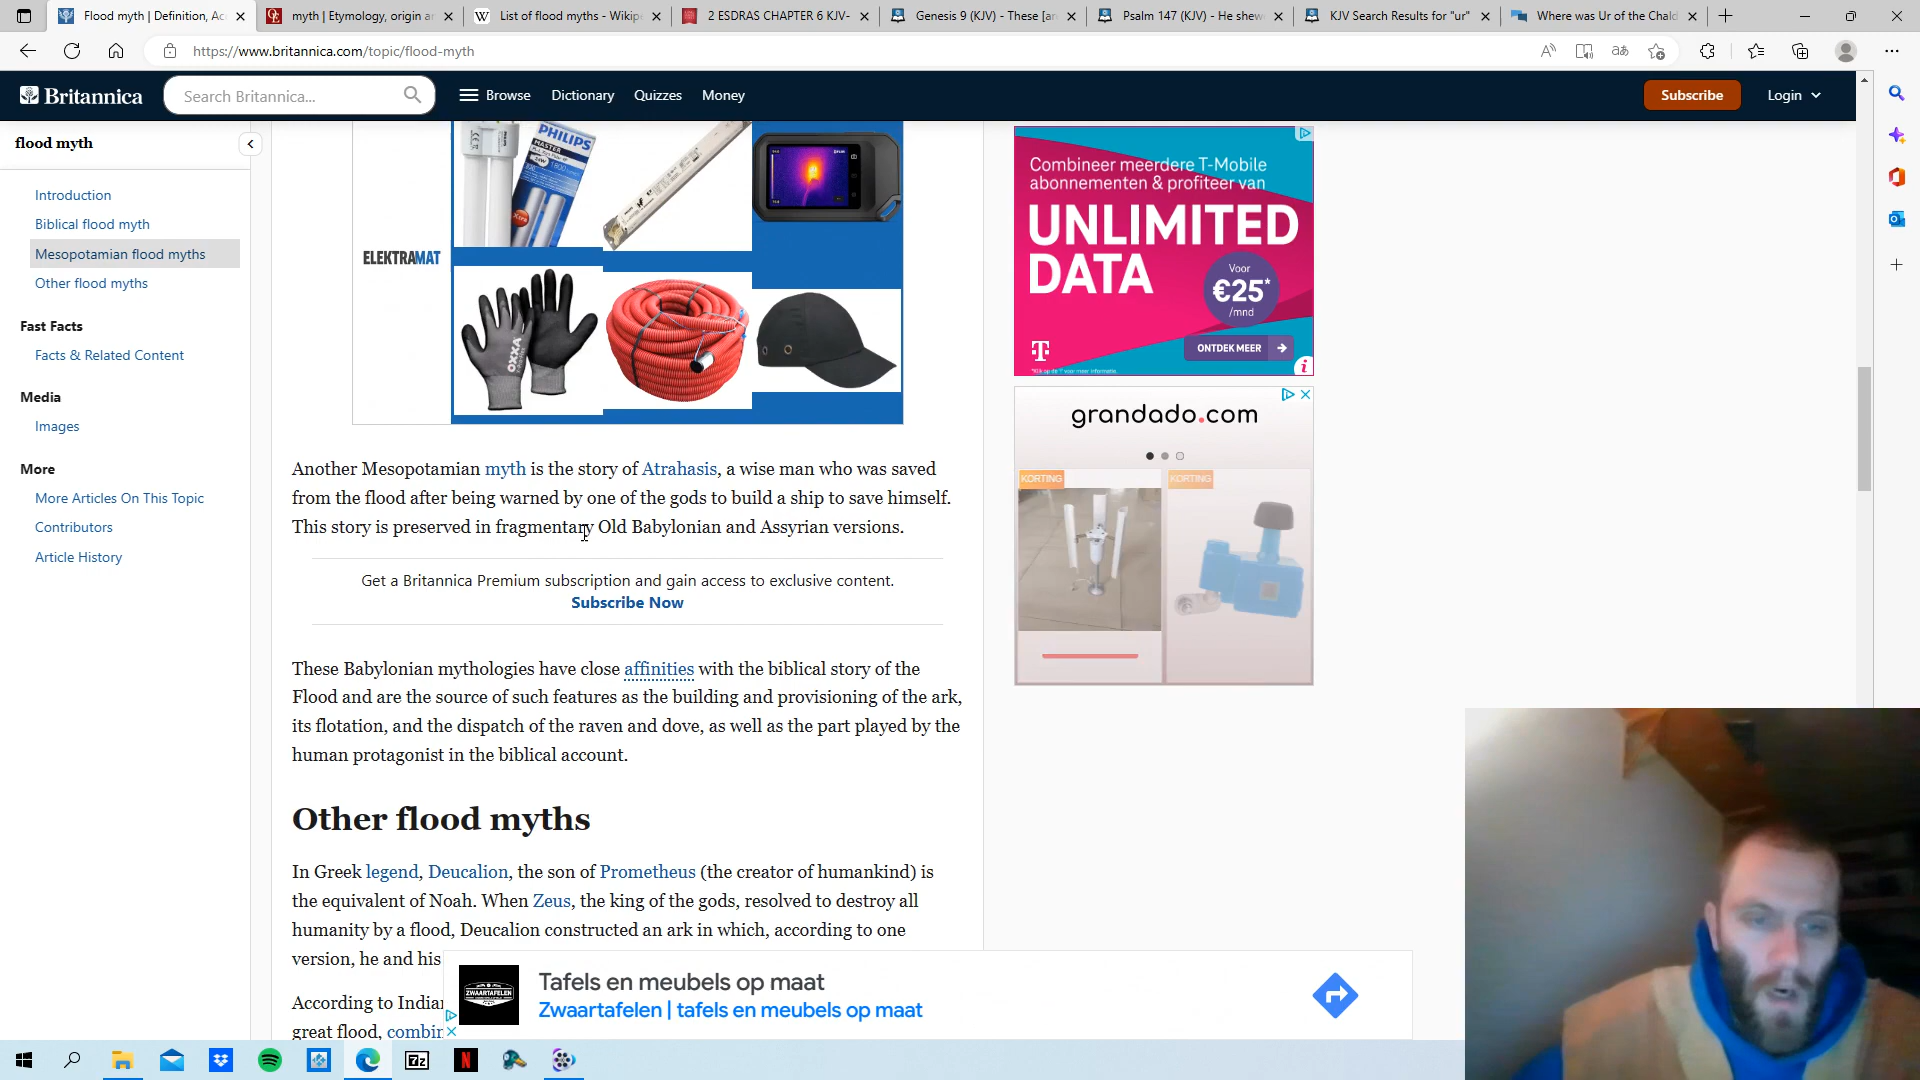 Flood myth | Definition, Ac
myth | Etymology, origin a
List of flood myths - Wikip
2 ESDRAS CHAPTER 6 KJV-
Genesis 9 (KJV) - These [an
Psalm 147 (KJV) - He shew
KJV Search Results for "ur"
Where was Ur of the Chald
https://www.britannica.com/topic/flood-myth
Britannica
Search Britannica...
Browse
Dictionary
Quizzes
Money
Subscribe
Login
flood myth
Introduction
Biblical flood myth
Mesopotamian flood myths
Other flood myths
Fast Facts
Facts & Related Content
Media
Images
More
More Articles On This Topic
Contributors
Article History
PHILIPS
MASTER
ELEKTRAMAT
OXXA
Another Mesopotamian myth is the story of Atrahasis, a wise man who was saved
from the flood after being warned by one of the gods to build a ship to save himself.
This story is preserved in fragmentary Old Babylonian and Assyrian versions.
Get a Britannica Premium subscription and gain access to exclusive content.
Subscribe Now
These Babylonian mythologies have close affinities with the biblical story of the
Flood and are the source of such features as the building and provisioning of the ark,
its flotation, and the dispatch of the raven and dove, as well as the part played by the
human protagonist in the biblical account.
Other flood myths
In Greek legend, Deucalion, the son of Prometheus (the creator of humankind) is
the equivalent of Noah. When Zeus, the king of the gods, resolved to destroy all
humanity by a flood, Deucalion constructed an ark in which, according to one
version, he and his
According to Indian
great flood, combin
Combineer meerdere T-Mobile
abonnementen & profiteer van
UNLIMITED
DATA
Voor
€25*
/mnd
ONTDEK MEER
*Klik op de 'i' voor meer informatie.
grandado.com
KORTING
KORTING
ZWAARTAFELEN
Tafels en meubels op maat
Zwaartafelen | tafels en meubels op maat